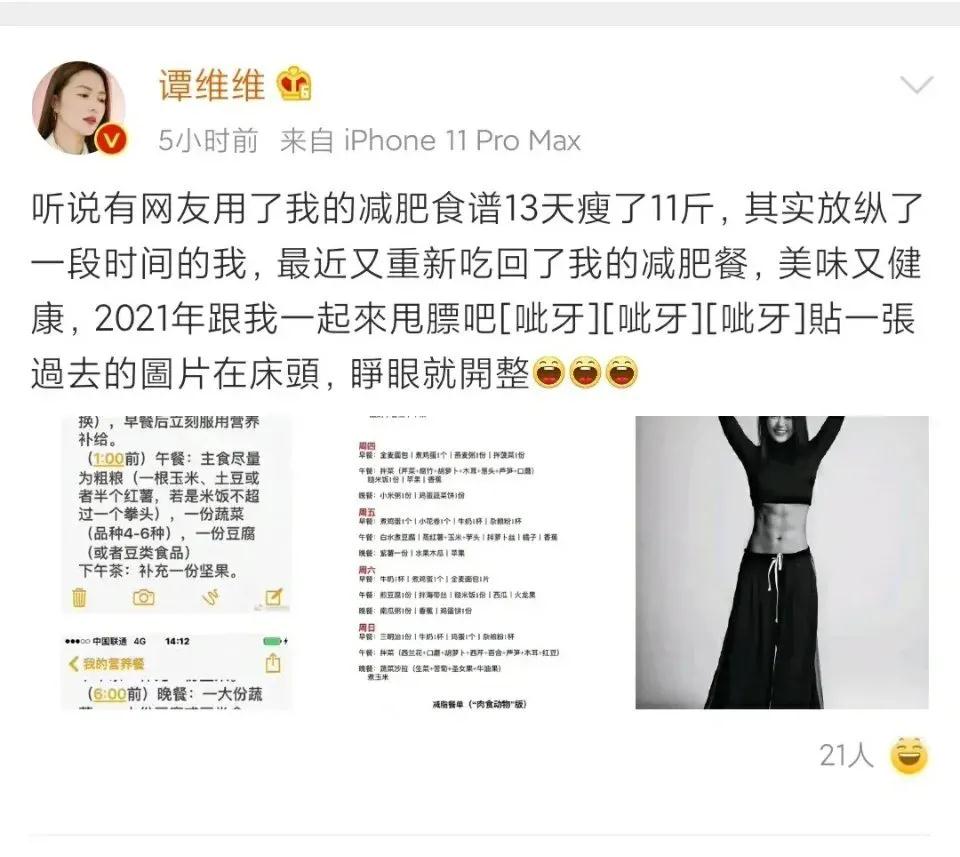 谭维维
5小时前 来自 iPhone 11 Pro Max
听说有网友用了我的减肥食谱13天瘦了11斤，其实放纵了
一段时间的我，最近又重新吃回了我的减肥餐，美味又健
康，2021年跟我一起來甩膘吧[呲牙][呲牙][呲牙]貼一張
過去的圖片在床頭，睜眼就開整
换），早餐后立刻服用营养
补给。
（1:00前）午餐：主食尽量
为粗粮（一根玉米、土豆或
者半个红薯，若是米饭不超
过一个拳头），一份蔬菜
（品种4-6种），一份豆腐
（或者豆类食品）
下午茶：补充一份坚果。
中国联通 4G 14:12
我的营养餐
（6:00前）晚餐：一大份蔬
周四
早餐：全麦面包 | 煮鸡蛋1个 | 燕麦粥1份 | 拌菠菜1份
午餐：拌菜（芹菜+腐竹+胡萝卜+木耳+葱头+芦笋+口蘑）
糙米饭1份 | 苹果 | 香蕉
晚餐：小米粥1份 | 鸡蛋蔬菜饼1份
周五
早餐：煮鸡蛋1个 | 小花卷1个 | 牛奶1杯 | 杂粮粉1杯
午餐：白水煮豆腐 | 蒸红薯+玉米+芋头 | 拌萝卜丝 | 橘子 | 香蕉
晚餐：紫薯一份 | 水果木瓜 | 苹果
周六
早餐：牛奶1杯 | 煮鸡蛋1个 | 全麦面包1片
午餐：煎豆腐1份 | 拌海带丝 | 糙米饭1份 | 西瓜 | 火龙果
晚餐：南瓜粥1份 | 香蕉 | 鸡蛋饼1份
周日
早餐：三明治1份 | 牛奶1杯 | 鸡蛋1个 | 杂粮粉1杯
午餐：拌菜（西兰花+口蘑+胡萝卜+西芹+百合+芦笋+木耳+红豆）
晚餐：蔬菜沙拉（生菜+苦菊+圣女果+牛油果）
煮玉米
减脂餐单（“肉食动物”版）
21人